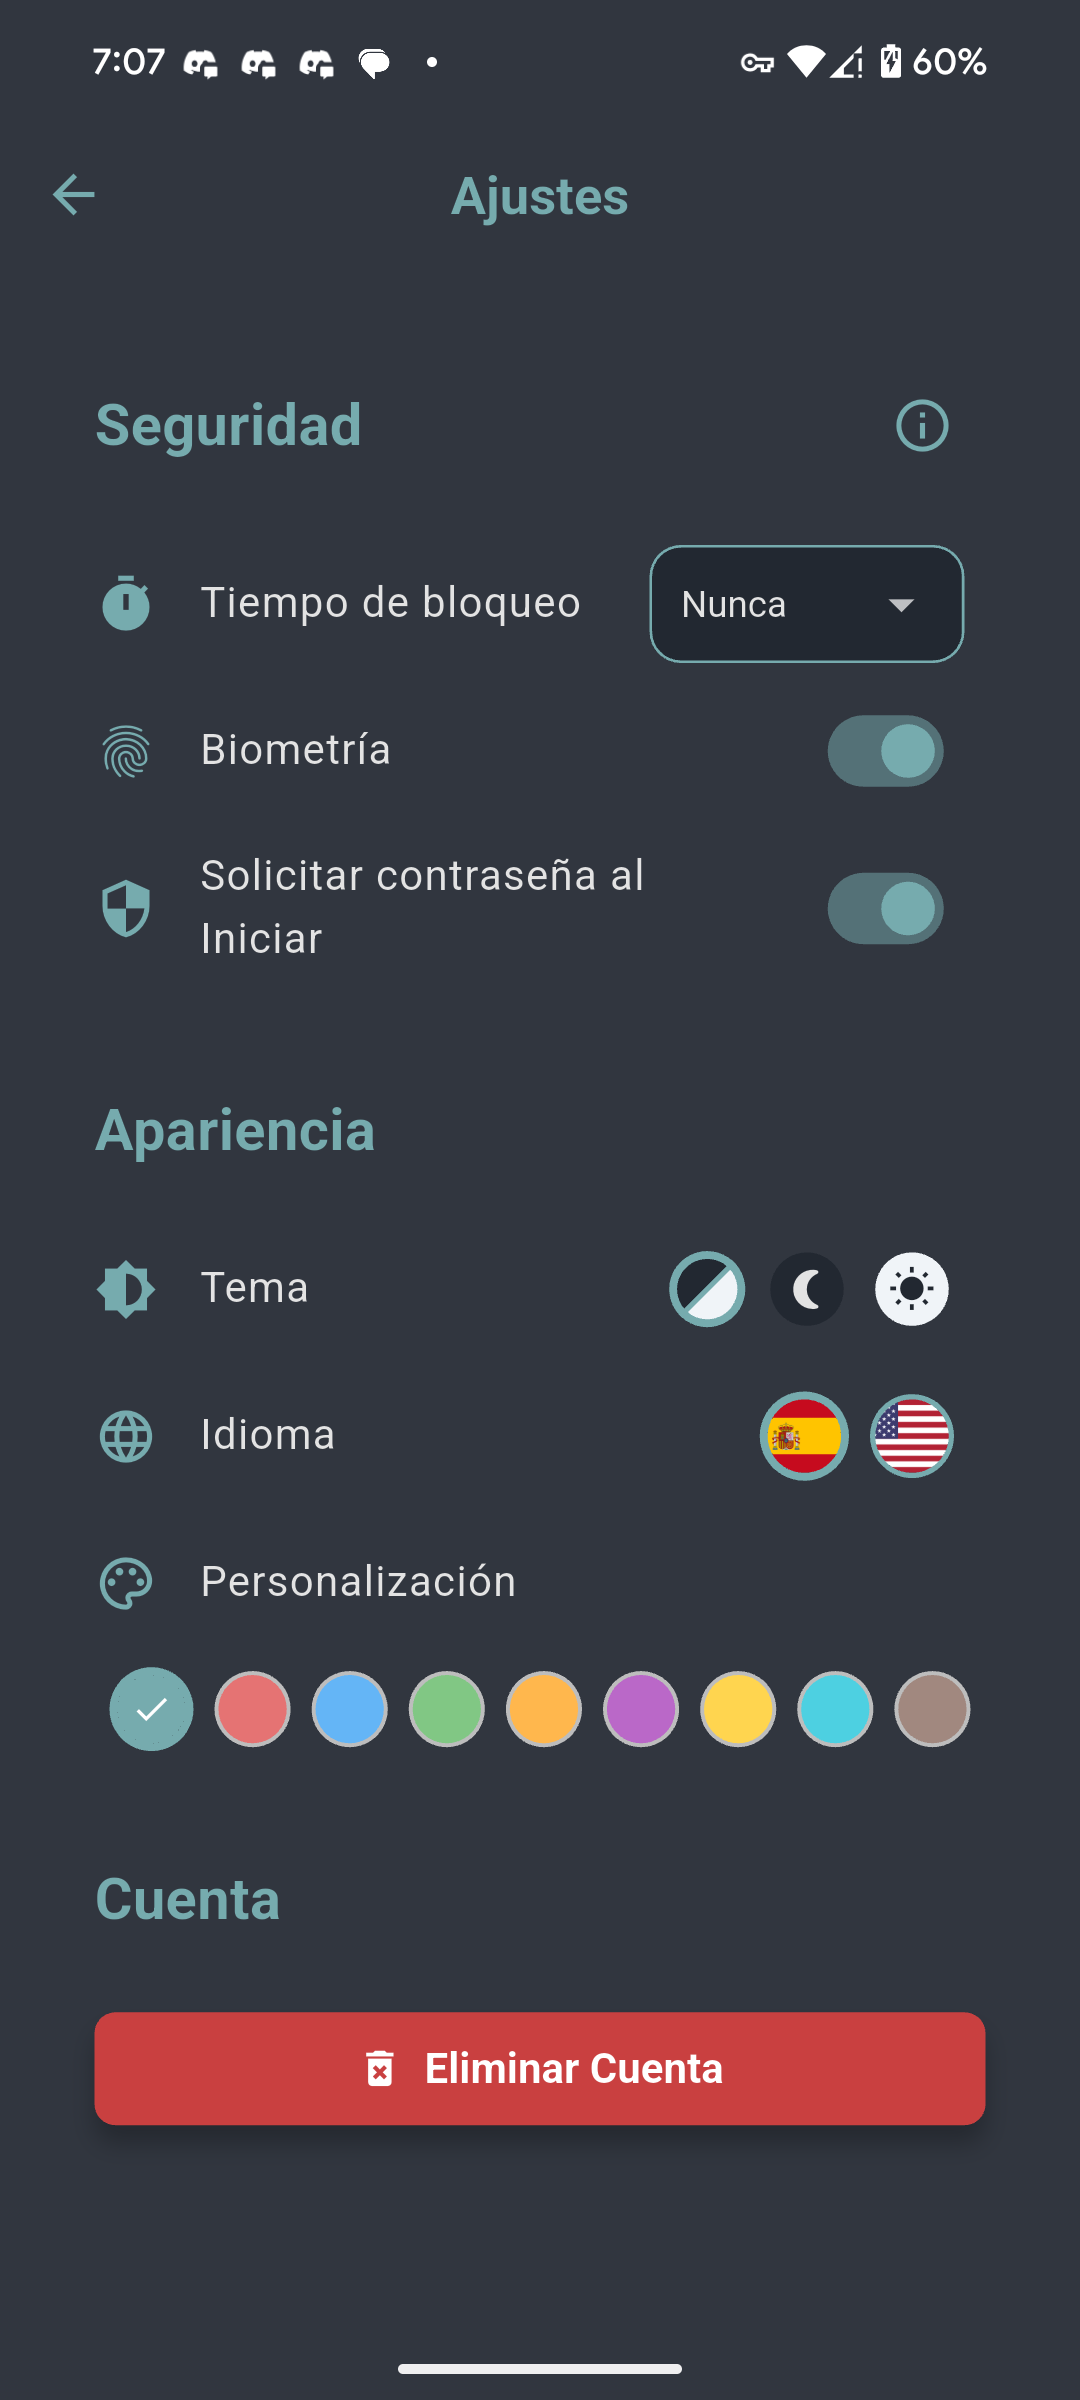 7:07
60%
Ajustes
Seguridad
Tiempo de bloqueo
Nunca
Biometría
Solicitar contraseña al
Iniciar
Apariencia
Tema
Idioma
Personalización
Cuenta
Eliminar Cuenta